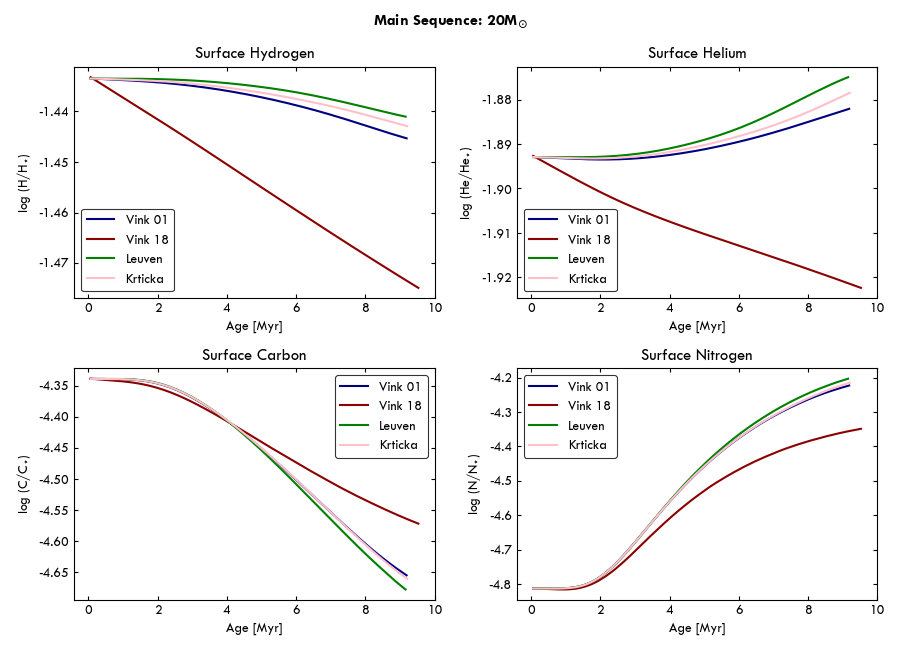 Main Sequence: 20M☉
Surface Hydrogen
-1.44
-1.45
-1.46
-1.47
log (H/H⋆)
Vink 01
Vink 18
Leuven
Krticka
0 2 4 6 8 10
Age [Myr]
Surface Helium
-1.88
-1.89
-1.90
-1.91
-1.92
log (He/He⋆)
Vink 01
Vink 18
Leuven
Krticka
0 2 4 6 8 10
Age [Myr]
Surface Carbon
-4.35
-4.40
-4.45
-4.50
-4.55
-4.60
-4.65
log (C/C⋆)
Vink 01
Vink 18
Leuven
Krticka
0 2 4 6 8 10
Age [Myr]
Surface Nitrogen
-4.2
-4.3
-4.4
-4.5
-4.6
-4.7
-4.8
log (N/N⋆)
Vink 01
Vink 18
Leuven
Krticka
0 2 4 6 8 10
Age [Myr]